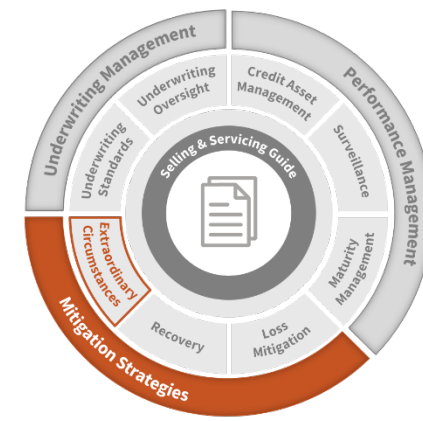 Underwriting Management
Performance Management
Mitigation Strategies
Underwriting
Oversight
Credit Asset
Management
Surveillance
Maturity
Management
Loss
Mitigation
Recovery
Extraordinary
Circumstances
Underwriting
Standards
Selling & Servicing Guide